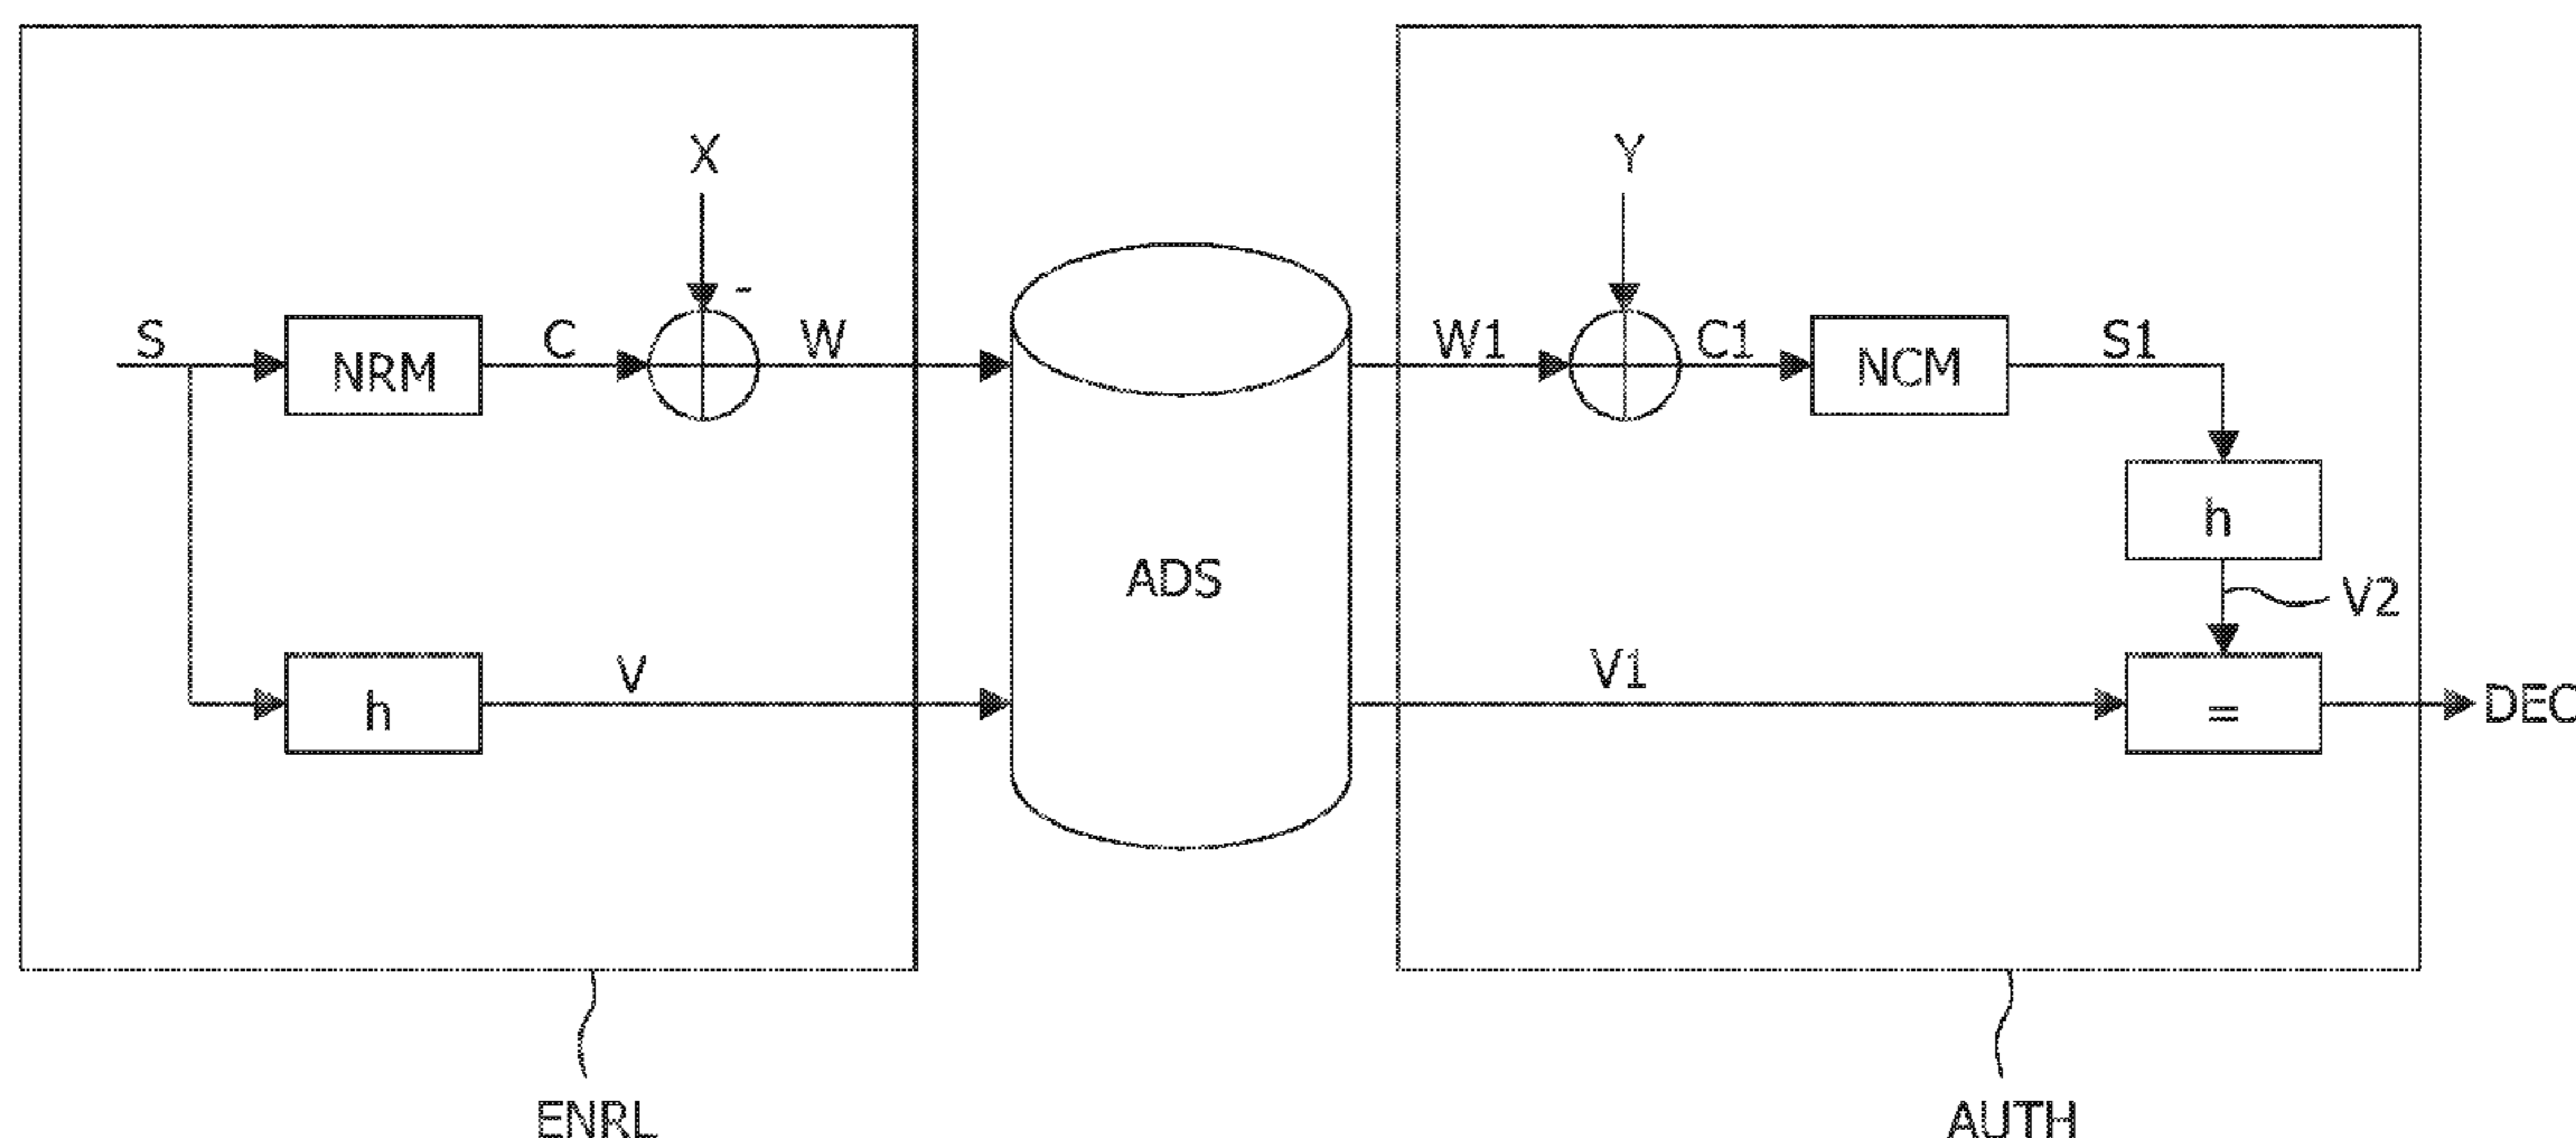 X
Y
-
S
NRM
C
W
W1
C1
NCM
S1
h
ADS
V2
h
V
V1
=
DEC
ENRL
AUTH